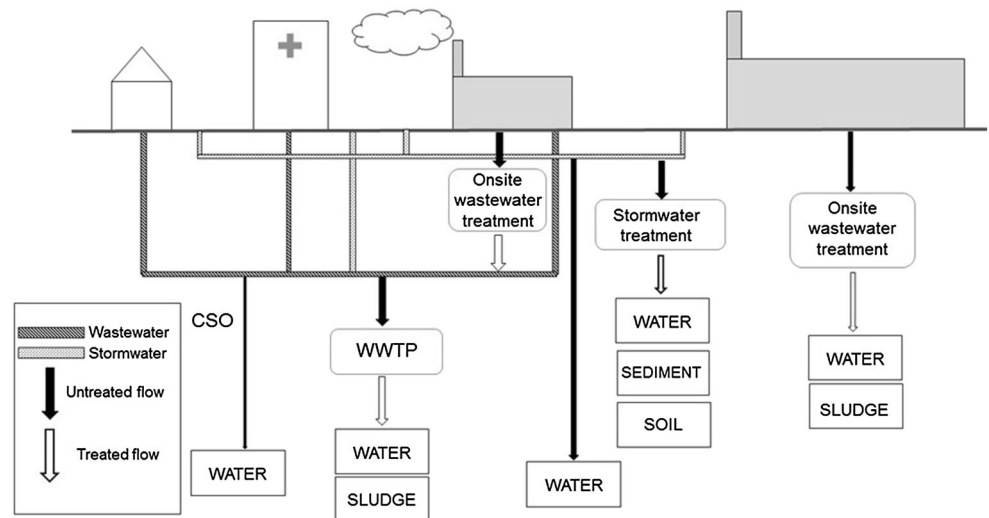 Onsite
wastewater
treatment
Stormwater
treatment
Onsite
wastewater
treatment
CSO
WWTP
WATER
WATER
SLUDGE
WATER
WATER
SEDIMENT
SOIL
WATER
SLUDGE
Wastewater
Stormwater
Untreated flow
Treated flow